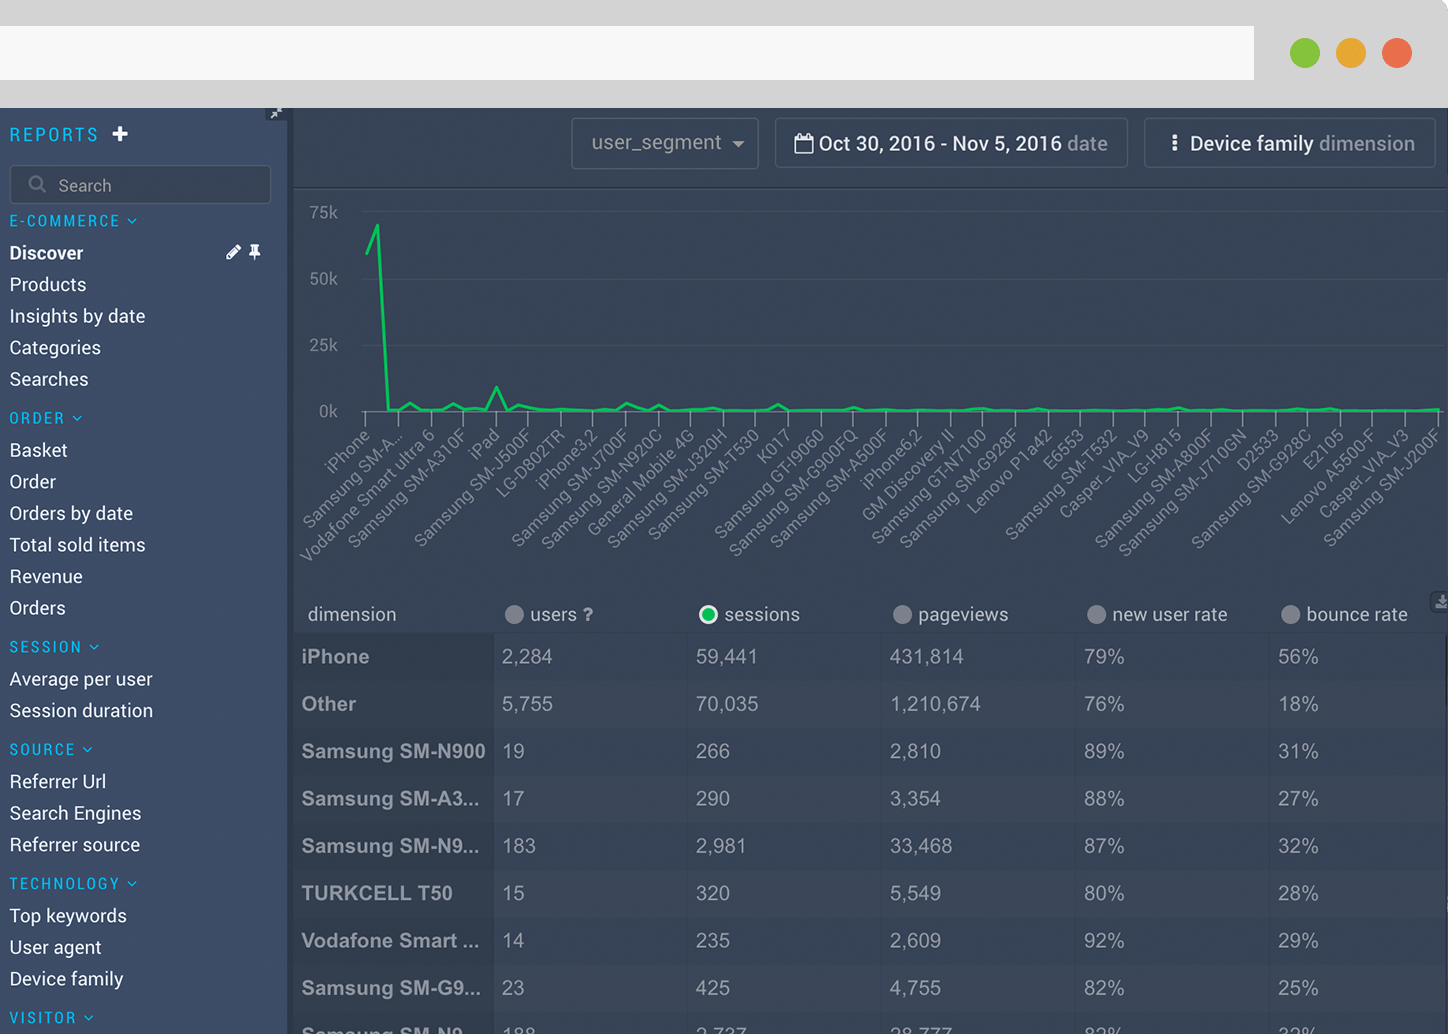 REPORTS
Search
E-COMMERCE
Discover
Products
Insights by date
Categories
Searches
ORDER
Basket
Order
Orders by date
Total sold items
Revenue
Orders
SESSION
Average per user
Session duration
SOURCE
Referrer Url
Search Engines
Referrer source
TECHNOLOGY
Top keywords
User agent
Device family
VISITOR
user_segment
Oct 30, 2016 - Nov 5, 2016 date
Device family dimension
75k
50k
25k
0k
iPhone
Samsung SM-A...
Vodafone Smart ultra 6
Samsung SM-A310F
iPad
Samsung SM-J500F
LG-D802TR
iPhone3,2
Samsung SM-J700F
Samsung SM-N920C
General Mobile 4G
Samsung SM-J320H
Samsung SM-T530
K017
Samsung GT-I9060
Samsung SM-G900FQ
Samsung SM-A500F
iPhone6,2
GM Discovery II
Samsung GT-N7100
Samsung SM-G928F
Lenovo P1a42
E6553
Samsung SM-T532
Casper_VIA_V9
LG-H815
Samsung SM-A800F
Samsung SM-J710GN
D2533
Samsung SM-G928C
E2105
Lenovo A5500-F
Casper_VIA_V3
Samsung SM-J200F
dimension users ? sessions pageviews new user rate bounce rate
iPhone 2,284 59,441 431,814 79% 56%
Other 5,755 70,035 1,210,674 76% 18%
Samsung SM-N900 19 266 2,810 89% 31%
Samsung SM-A3... 17 290 3,354 88% 27%
Samsung SM-N9... 183 2,981 33,468 87% 32%
TURKCELL T50 15 320 5,549 80% 28%
Vodafone Smart ... 14 235 2,609 92% 29%
Samsung SM-G9... 23 425 4,755 82% 25%